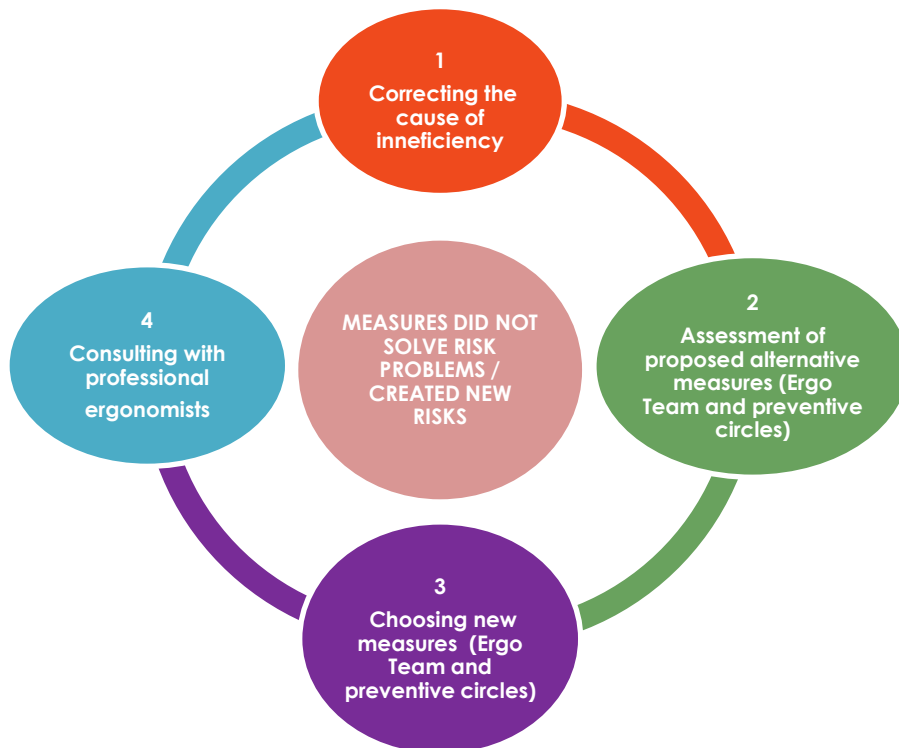 1
Correcting the
cause of
inneficiency
2
Assessment of
proposed alternative
measures (Ergo
Team and preventive
circles)
3
Choosing new
measures (Ergo
Team and
preventive circles)
4
Consulting with
professional
ergonomists
MEASURES DID NOT
SOLVE RISK
PROBLEMS /
CREATED NEW
RISKS